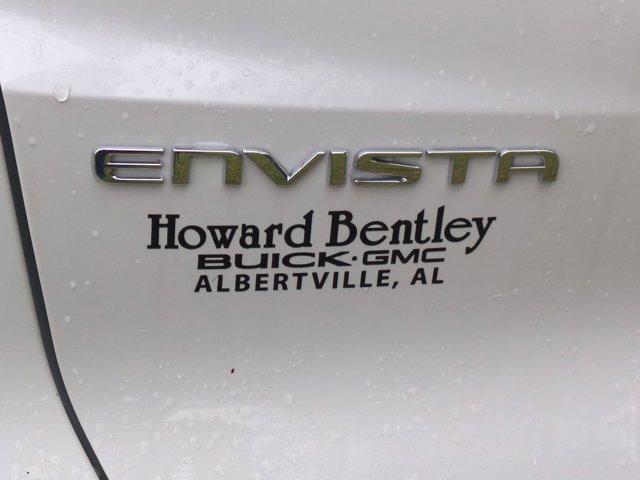 ENVISTA
Howard Bentley
BUICK·GMC
ALBERTVILLE, AL